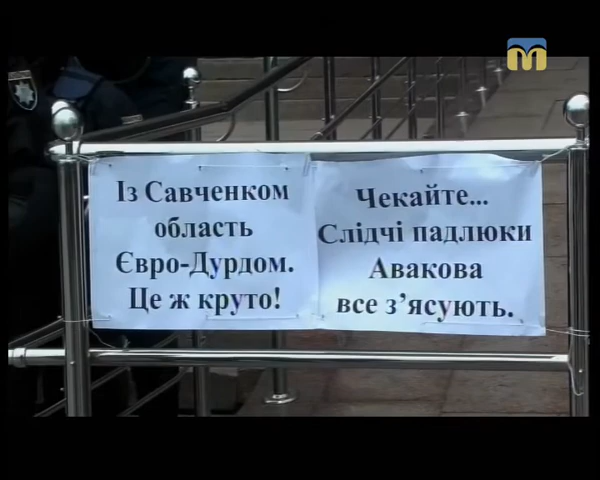 Із Савченком
область
Євро-Дурдом.
Це ж круто!
Чекайте...
Слідчі падлюки
Авакова
все з’ясують.